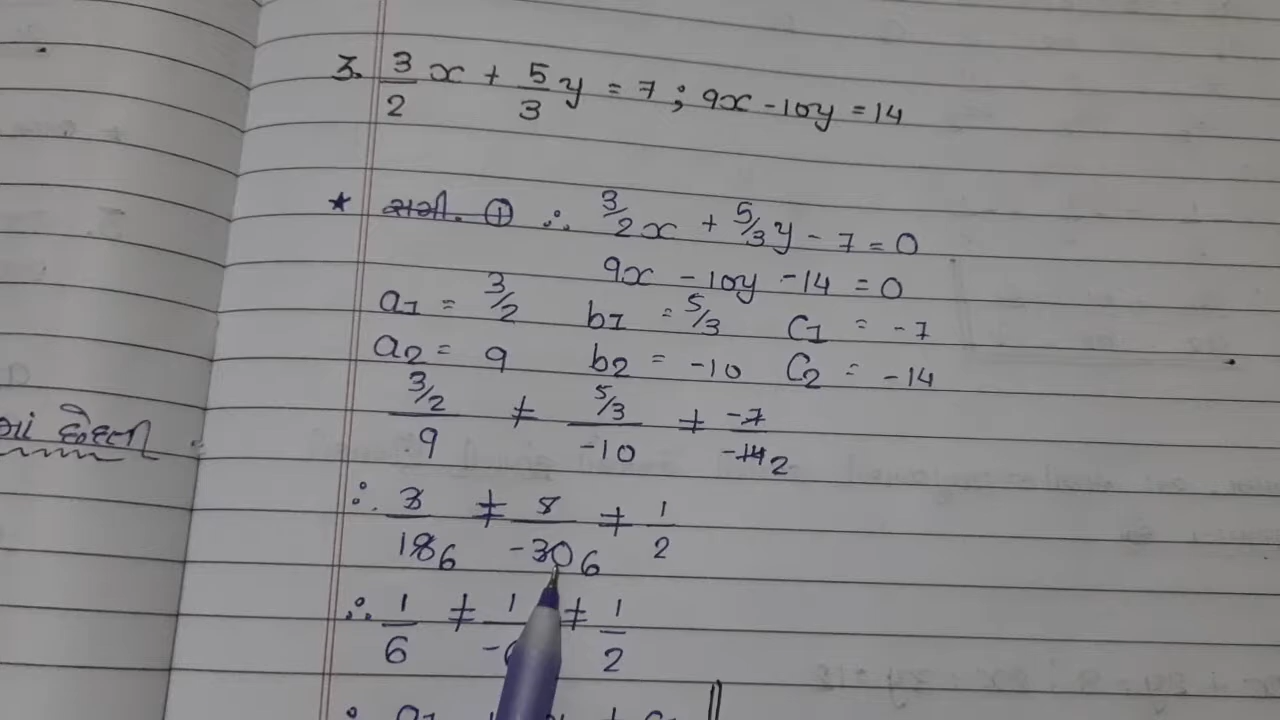 3. 3/2 x + 5/3 y = 7 ; 9x - 10y = 14
* સમી. ① ∴ 3/2 x + 5/3 y - 7 = 0
9x - 10y - 14 = 0
a1 = 3/2 b1 = 5/3 C1 = -7
a2 = 9 b2 = -10 C2 = -14
3/2 / 9 ≠ 5/3 / -10 ≠ -7 / -14 2
∴ 3/18 6 ≠ 5/-30 6 ≠ 1/2
∴ 1/6 ≠ 1/-6 ≠ 1/2